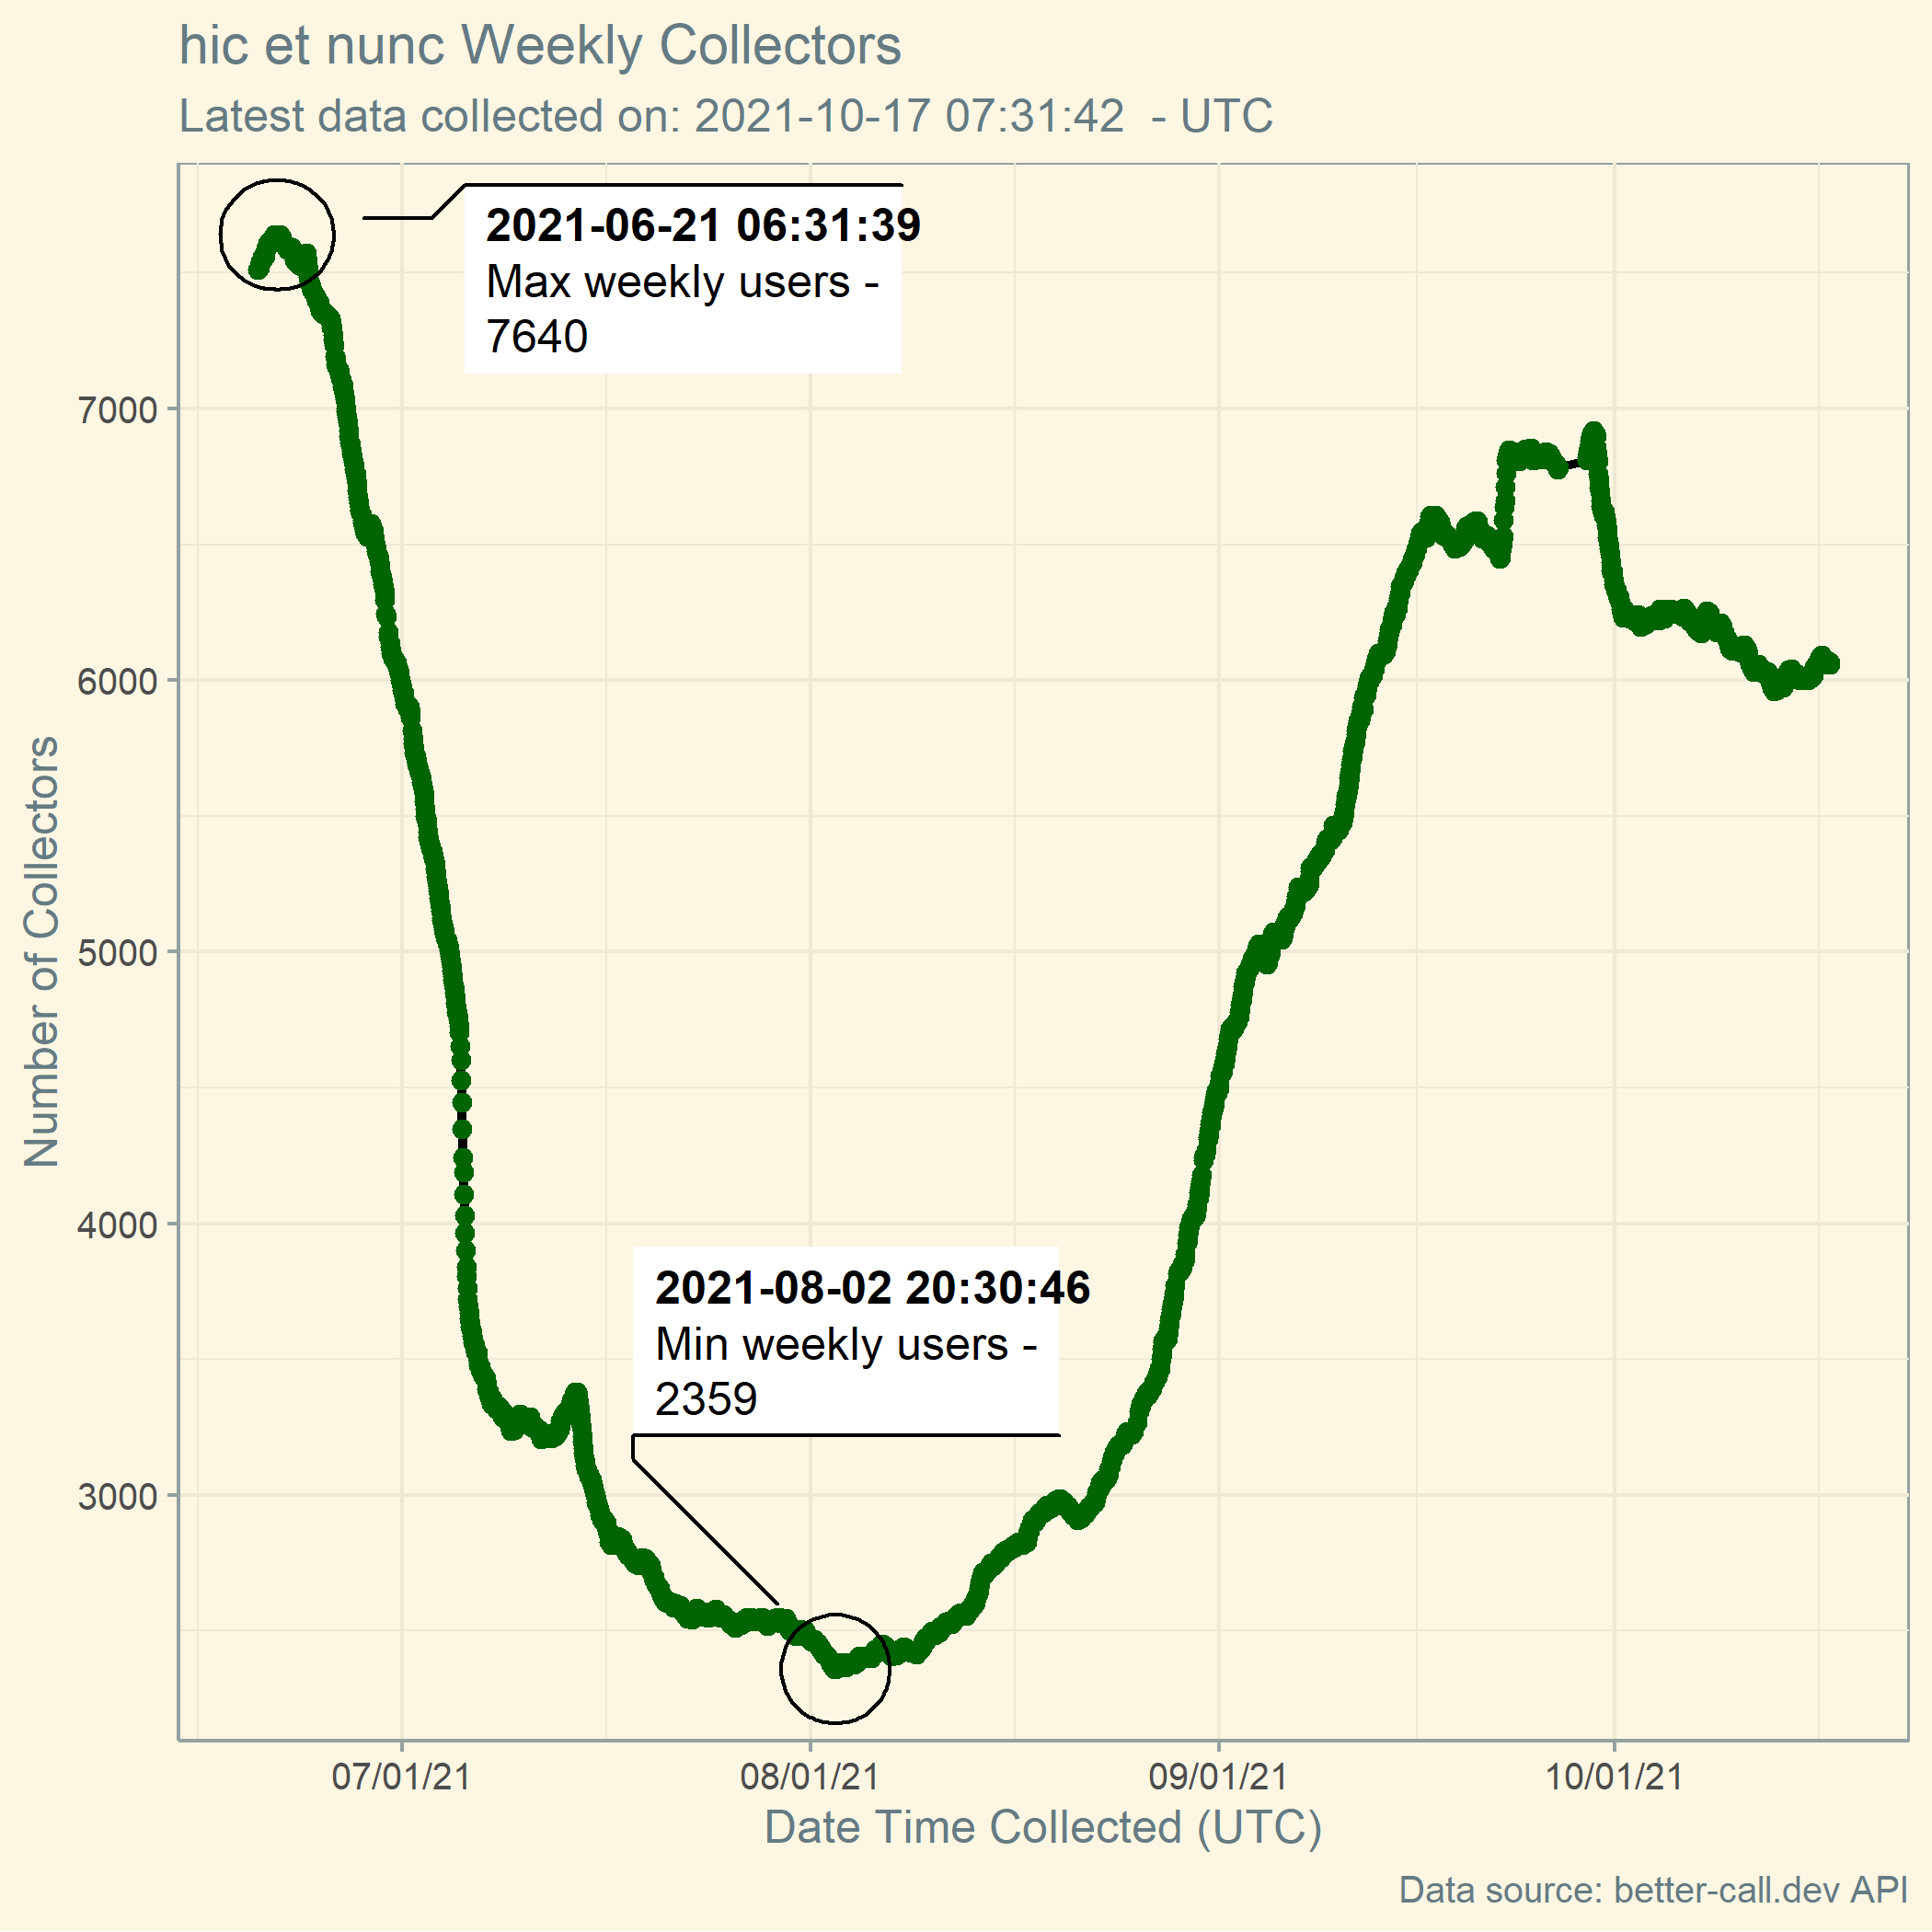 hic et nunc Weekly Collectors
Latest data collected on: 2021-10-17 07:31:42  - UTC
2021-06-21 06:31:39
Max weekly users -
7640
7000
6000
5000
4000
3000
Number of Collectors
2021-08-02 20:30:46
Min weekly users -
2359
07/01/21
08/01/21
09/01/21
10/01/21
Date Time Collected (UTC)
Data source: better-call.dev API